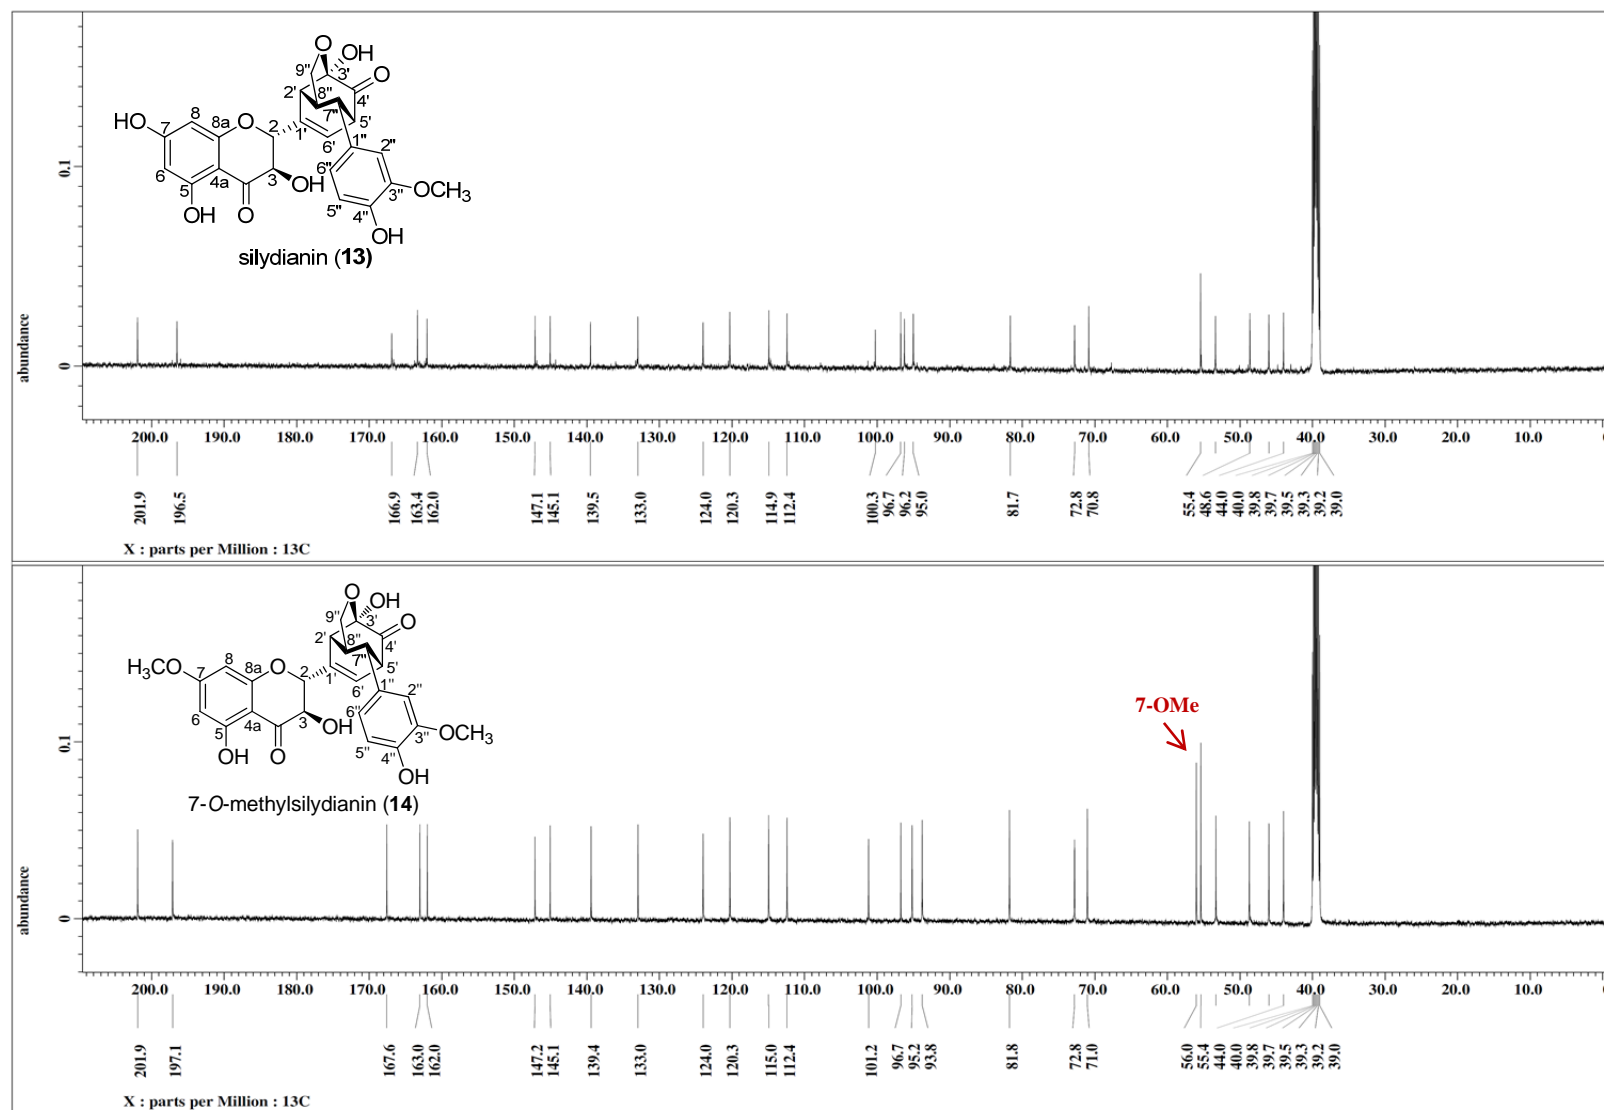 O
OH
9"
3'
O
2'
8"
4'
7"
5'
HO
7
8
8a
O
2
1'
6'
1"
2"
6
5
4a
3
OH
6"
3"
OCH3
5"
4"
OH
O
OH
silydianin (13)
abundance
0.1
0
200.0 190.0 180.0 170.0 160.0 150.0 140.0 130.0 120.0 110.0 100.0 90.0 80.0 70.0 60.0 50.0 40.0 30.0 20.0 10.0 0
201.9 196.5 166.9 163.4 162.0 147.1 145.1 139.5 133.0 124.0 120.3 114.9 112.4 100.3 96.7 96.2 95.0 81.7 72.8 70.8 55.4 48.6 44.0 40.0 39.8 39.7 39.5 39.3 39.2 39.0
X : parts per Million : 13C
O
OH
9"
3'
O
2'
8"
4'
7"
5'
H3CO
7
8
8a
O
2
1'
6'
1"
2"
6
5
4a
3
OH
6"
3"
OCH3
5"
4"
OH
O
OH
7-O-methylsilydianin (14)
7-OMe
abundance
0.1
0
200.0 190.0 180.0 170.0 160.0 150.0 140.0 130.0 120.0 110.0 100.0 90.0 80.0 70.0 60.0 50.0 40.0 30.0 20.0 10.0 0
201.9 197.1 167.6 163.0 162.0 147.2 145.1 139.4 133.0 124.0 120.3 115.0 112.4 101.2 96.7 95.2 93.8 81.8 72.8 71.0 56.0 55.4 44.0 40.0 39.8 39.7 39.5 39.3 39.2 39.0
X : parts per Million : 13C